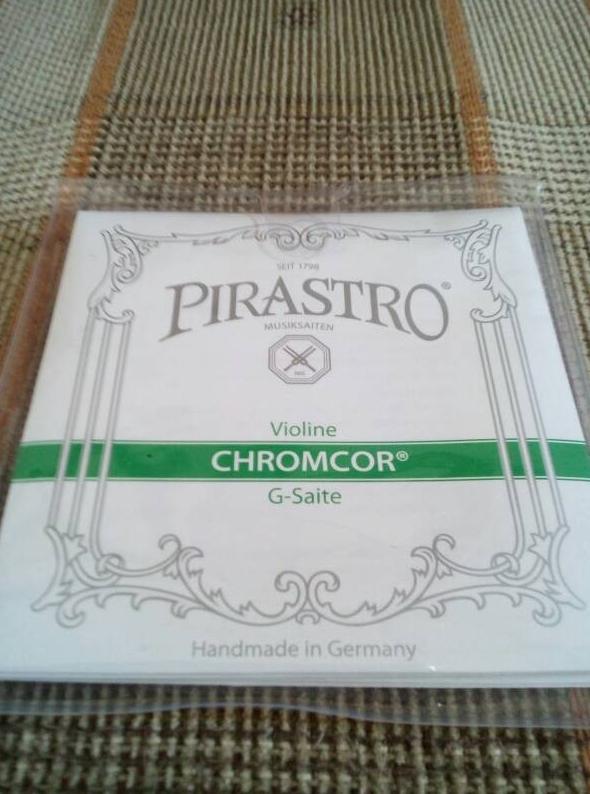 SEIT 1798
PIRASTRO®
MUSIKSAITEN
Violine
CHROMCOR®
G-Saite
Handmade in Germany